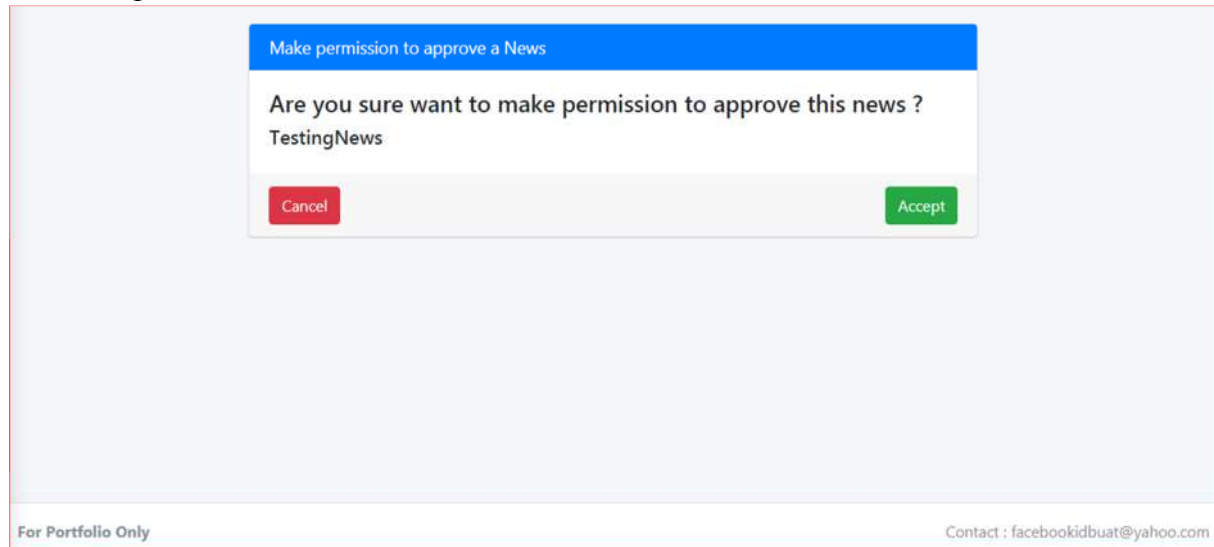 Make permission to approve a News
Are you sure want to make permission to approve this news ?
TestingNews
Cancel Accept
For Portfolio Only Contact : facebookidbuat@yahoo.com